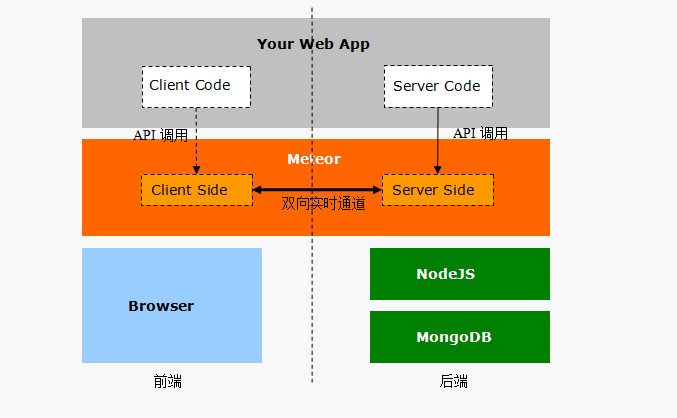 Your Web App
Client Code
Server Code
API 调用
API 调用
Meteor
Client Side
Server Side
双向实时通道
Browser
NodeJS
MongoDB
前端
后端